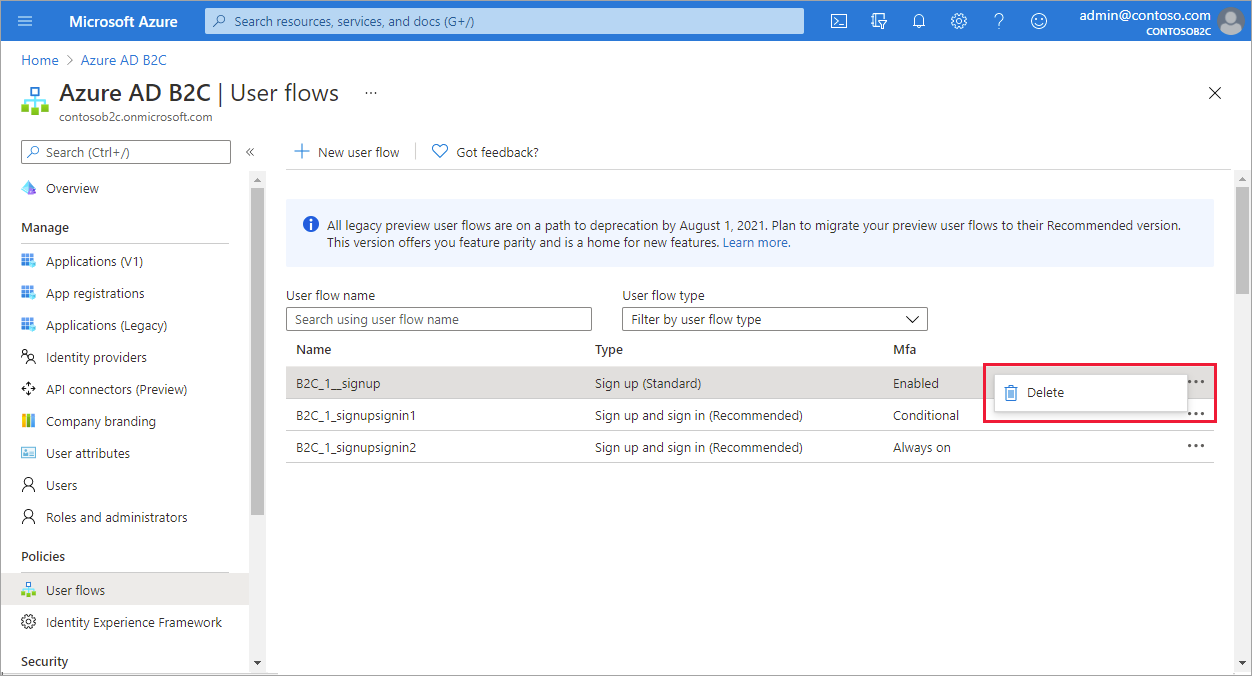 Microsoft Azure
Search resources, services, and docs (G+/)
admin@contoso.com
CONTOSOB2C
Home > Azure AD B2C
Azure AD B2C | User flows ...
contosob2c.onmicrosoft.com
Search (Ctrl+/) «
Overview
Manage
Applications (V1)
App registrations
Applications (Legacy)
Identity providers
API connectors (Preview)
Company branding
User attributes
Users
Roles and administrators
Policies
User flows
Identity Experience Framework
Security
New user flow
Got feedback?
All legacy preview user flows are on a path to deprecation by August 1, 2021. Plan to migrate your preview user flows to their Recommended version.
This version offers you feature parity and is a home for new features. Learn more.
User flow name
User flow type
Search using user flow name
Filter by user flow type
Name Type Mfa
B2C_1__signup Sign up (Standard) Enabled
Delete
B2C_1_signupsignin1 Sign up and sign in (Recommended) Conditional
B2C_1_signupsignin2 Sign up and sign in (Recommended) Always on